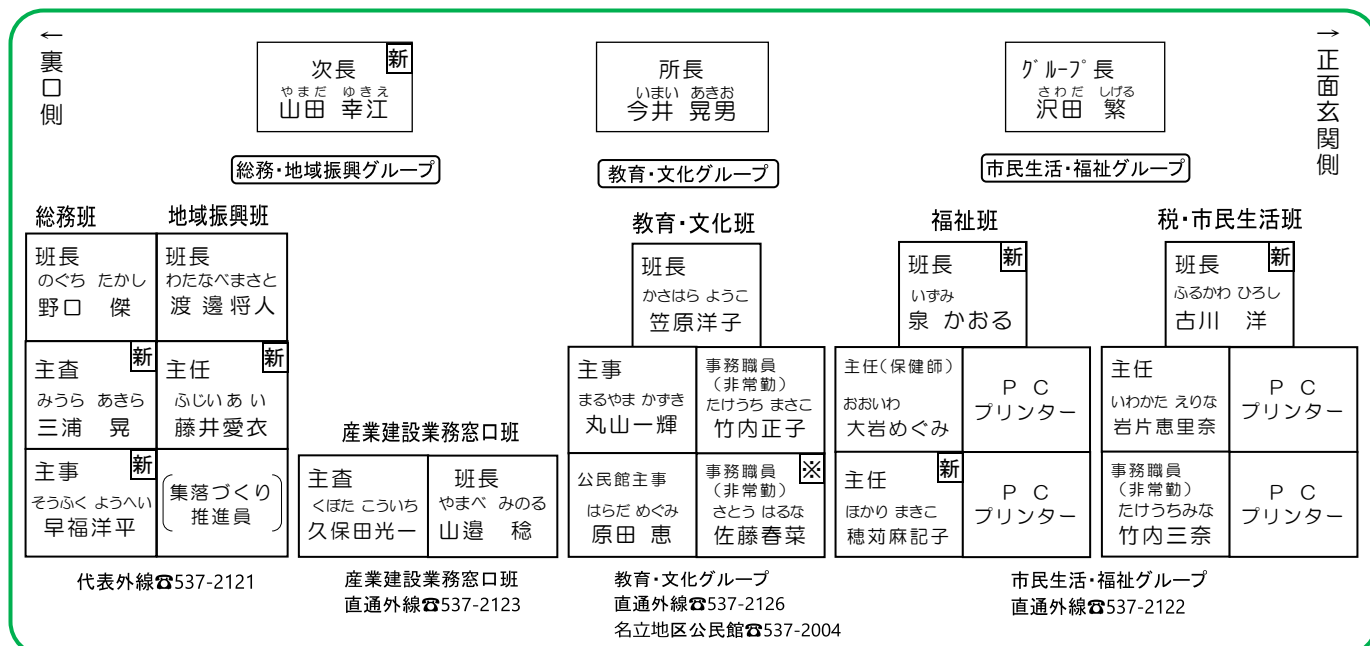 ←裏口側
→正面玄関側
新
次長
やまだ ゆきえ
山田 幸江
所長
いまい あきお
今井 晃男
グループ長
さわだ しげる
沢田 繁
総務・地域振興グループ
教育・文化グループ
市民生活・福祉グループ
総務班
班長
のぐち たかし
野口 傑
新
主査
みうら あきら
三浦 晃
新
主事
そうふく ようへい
早福洋平
地域振興班
班長
わたなべまさと
渡邊将人
新
主任
ふじい あ い
藤井愛衣
集落づくり
推進員
代表外線☎537-2121
産業建設業務窓口班
主査
くぼた こういち
久保田光一
班長
やまべ みのる
山邉 稔
産業建設業務窓口班
直通外線☎537-2123
教育・文化班
班長
かさはら ようこ
笠原洋子
主事
まるやま かずき
丸山一輝
事務職員
(非常勤)
たけうち まさこ
竹内正子
公民館主事
はらだ めぐみ
原田 恵
※
事務職員
(非常勤)
さとう はるな
佐藤春菜
教育・文化グループ
直通外線☎537-2126
名立地区公民館☎537-2004
福祉班
新
班長
いずみ
泉 かおる
主任(保健師)
おおいわ
大岩めぐみ
PC
プリンター
新
主任
ほかり まきこ
穂苅麻記子
PC
プリンター
税・市民生活班
新
班長
ふるかわ ひろし
古川 洋
主任
いわかた えりな
岩片恵里奈
PC
プリンター
事務職員
(非常勤)
たけうちみな
竹内三奈
PC
プリンター
市民生活・福祉グループ
直通外線☎537-2122